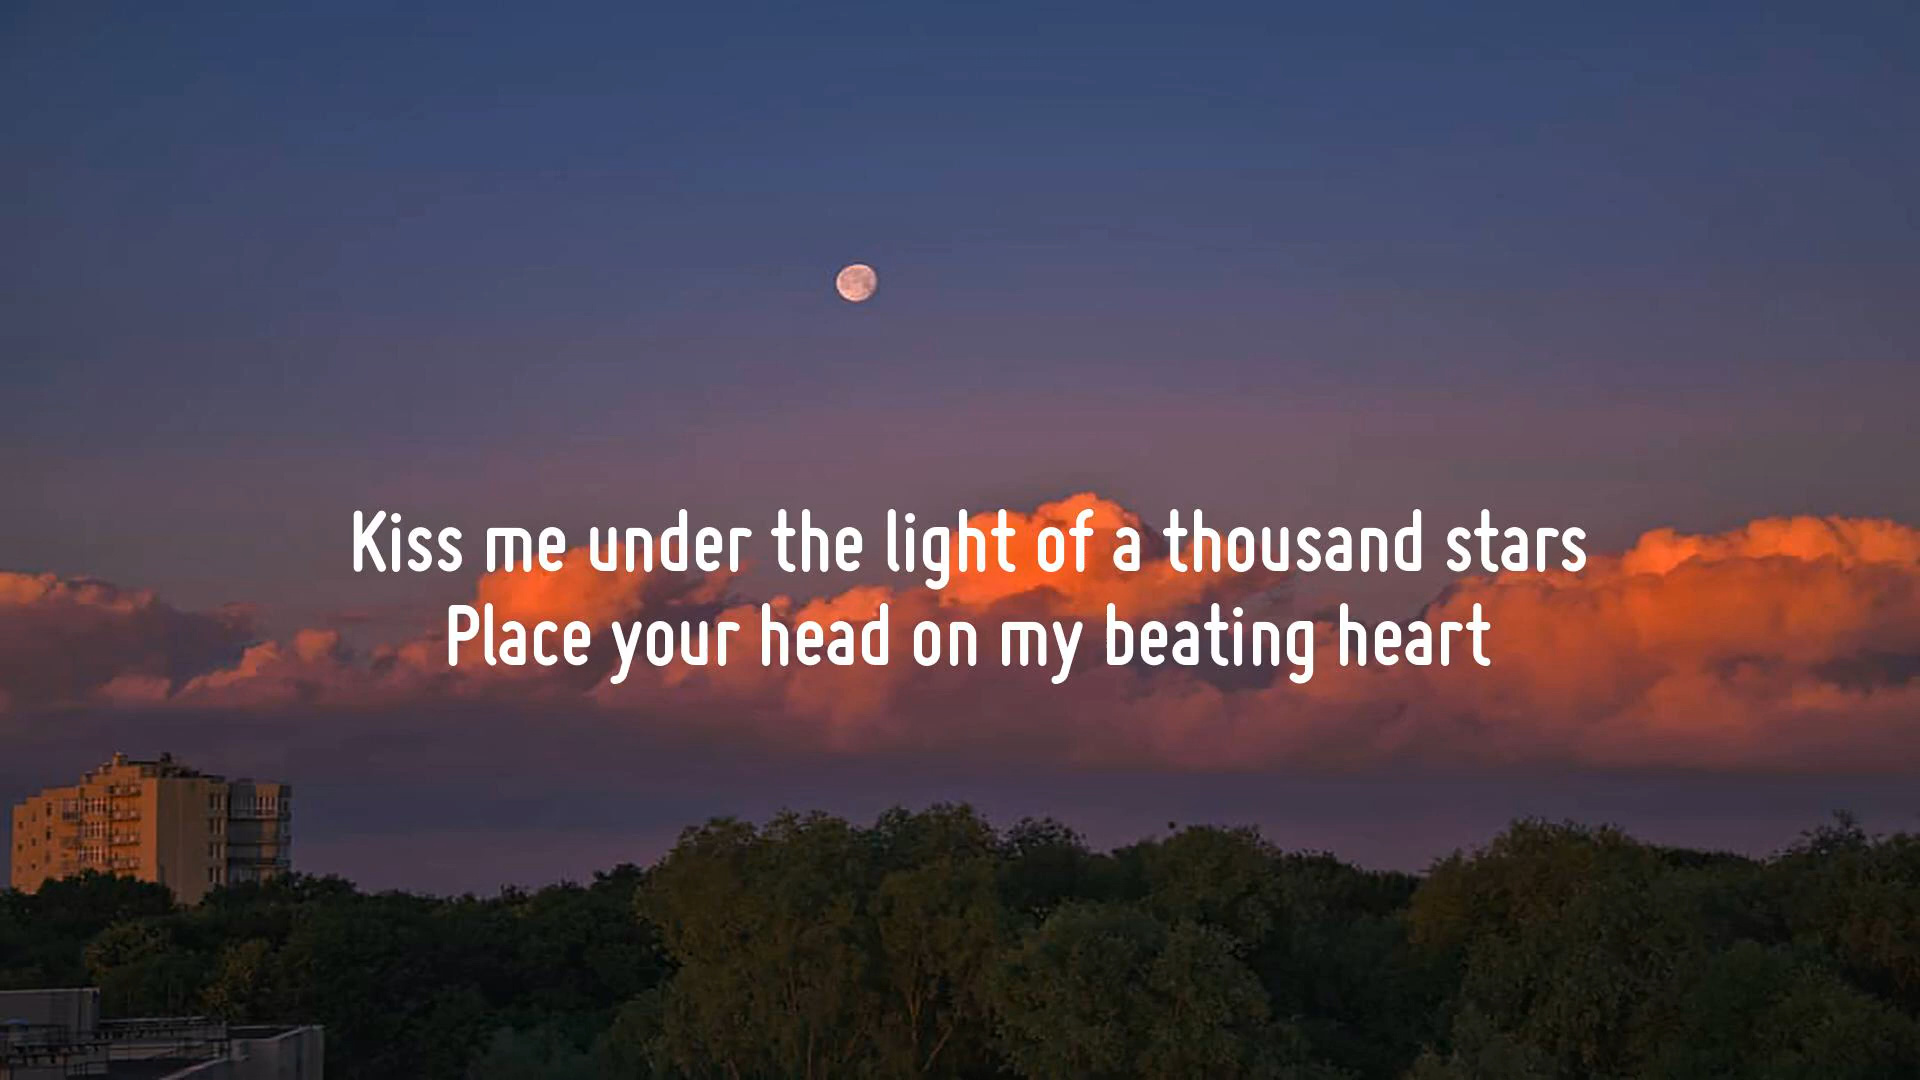 Kiss me under the light of a thousand stars
Place your head on my beating heart